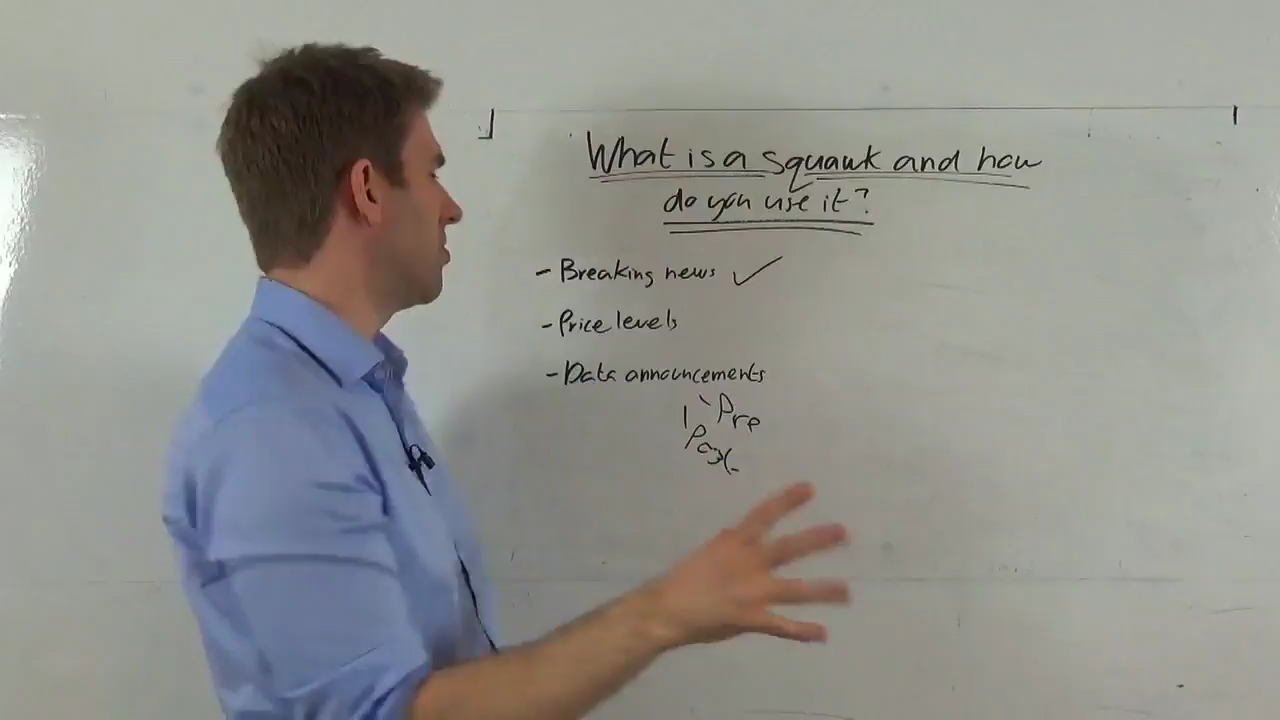 What is a squawk and how
do you use it?
- Breaking news ✓
- Price levels
- Data announcements
Pre
Post